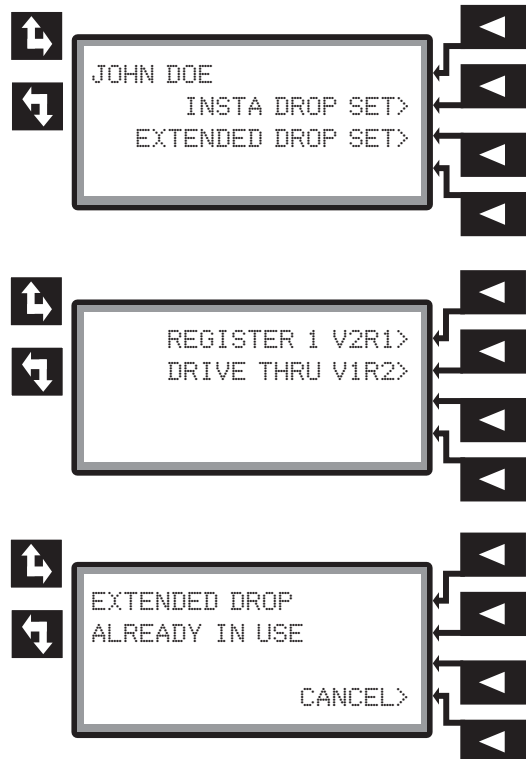 JOHN DOE
INSTA DROP SET>
EXTENDED DROP SET>
REGISTER 1 V2R1>
DRIVE THRU V1R2>
EXTENDED DROP
ALREADY IN USE
CANCEL>